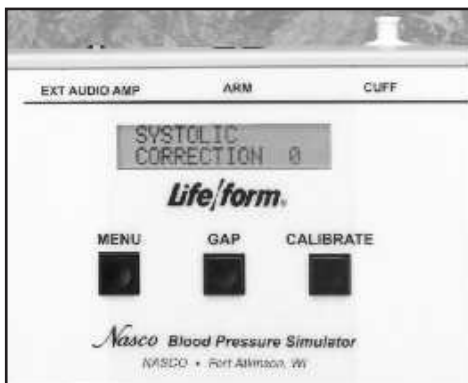 EXT AUDIO AMP ARM CUFF
SYSTOLIC
CORRECTION 0
Life/form®
MENU GAP CALIBRATE
Nasco Blood Pressure Simulator
NASCO • Fort Atkinson, WI